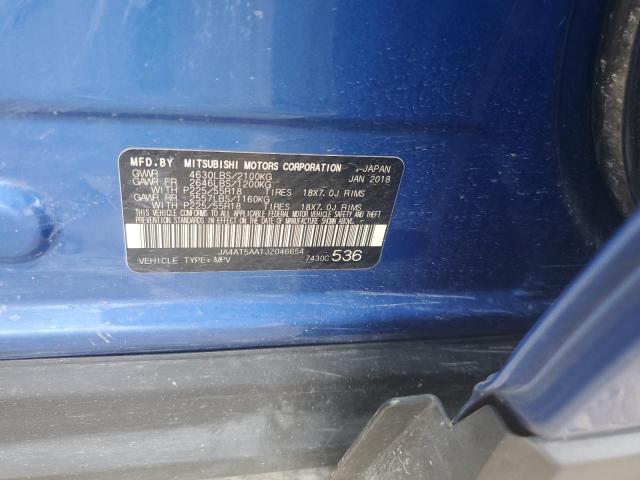 MFD.BY MITSUBISHI MOTORS CORPORATION JAPAN
GVWR 4630LBS/2100KG JAN 2018
GAWR FR 2646LBS/1200KG
WITH P225/55R18 TIRES 18X7.0J RIMS
GAWR RR 2557LBS/1160KG
WITH P225/55R18 TIRES 18X7.0J RIMS
THIS VEHICLE CONFORMS TO ALL APPLICABLE FEDERAL MOTOR VEHICLE SAFETY AND THEFT PREVENTION STANDARDS IN EFFECT ON THE DATE OF MANUFACTURE SHOWN ABOVE.
JA4AT5AA1JZ046654
VEHICLE TYPE: MPV 7430C 536